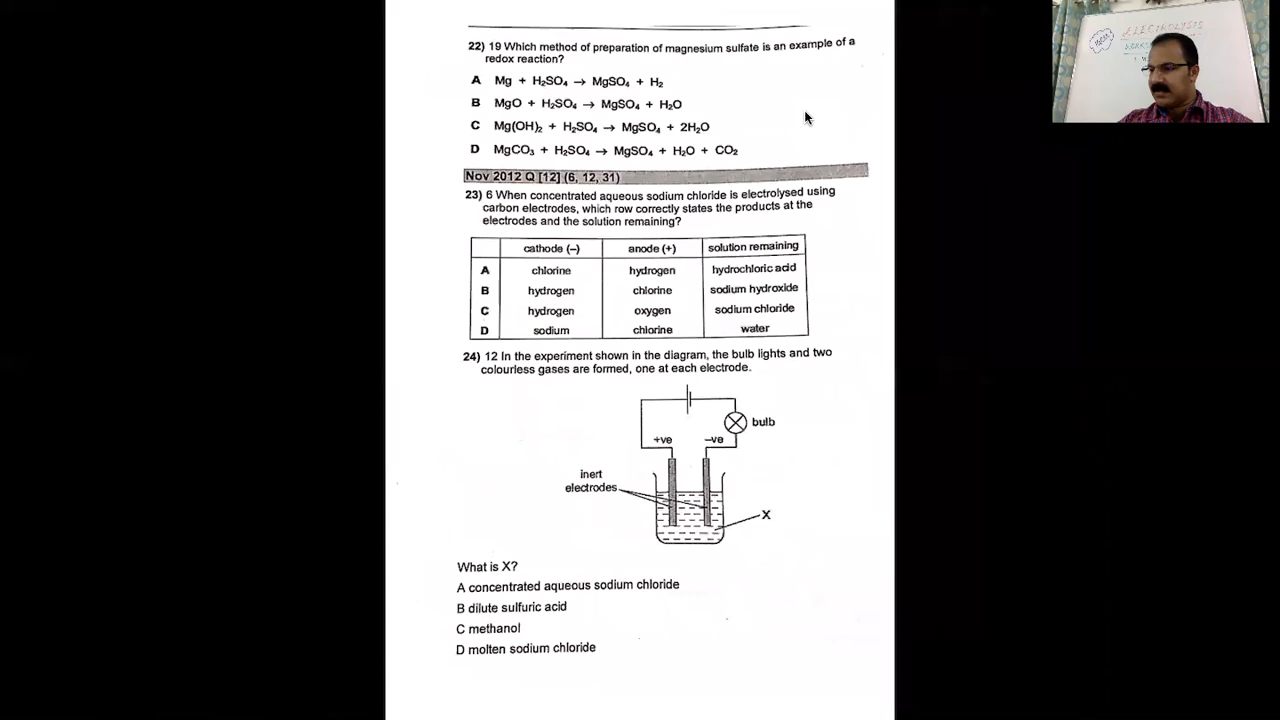 22) 19 Which method of preparation of magnesium sulfate is an example of a
redox reaction?
A Mg + H₂SO₄ → MgSO₄ + H₂
B MgO + H₂SO₄ → MgSO₄ + H₂O
C Mg(OH)₂ + H₂SO₄ → MgSO₄ + 2H₂O
D MgCO₃ + H₂SO₄ → MgSO₄ + H₂O + CO₂
Nov 2012 Q [12] (6, 12, 31)
23) 6 When concentrated aqueous sodium chloride is electrolysed using
carbon electrodes, which row correctly states the products at the
electrodes and the solution remaining?
cathode (–) anode (+) solution remaining
A chlorine hydrogen hydrochloric acid
B hydrogen chlorine sodium hydroxide
C hydrogen oxygen sodium chloride
D sodium chlorine water
24) 12 In the experiment shown in the diagram, the bulb lights and two
colourless gases are formed, one at each electrode.
bulb
+ve –ve
inert
electrodes
X
What is X?
A concentrated aqueous sodium chloride
B dilute sulfuric acid
C methanol
D molten sodium chloride
ELECTROLYSIS